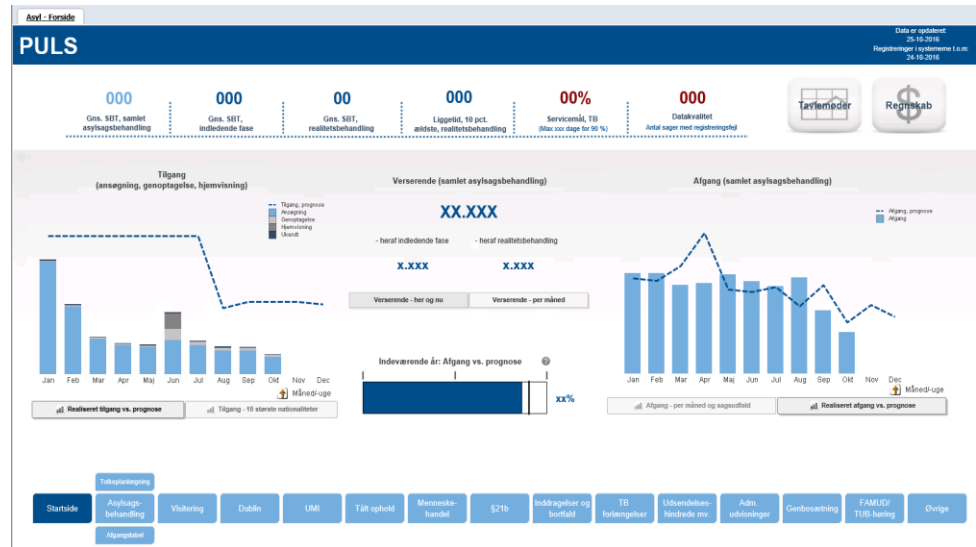 Asyl - Forside
PULS
Data er opdateret:
25-10-2016
Registreringer i systemerne t.o.m:
24-10-2016
000
Gns. SBT, samlet
asylsagsbehandling
000
Gns. SBT,
indledende fase
00
Gns. SBT,
realitetsbehandling
000
Liggetid, 10 pct.
ældste, realitetsbehandling
00%
Servicemål, TB
(Max xxx dage for 90 %)
000
Datakvalitet
Antal sager med registreringsfejl
Tavlemøder
Regnskab
Tilgang
(ansøgning, genoptagelse, hjemvisning)
Tilgang, prognose
Ansøgning
Genoptagelse
Hjemvisning
Ukendt
Jan Feb Mar Apr Maj Jun Jul Aug Sep Okt Nov Dec
Måned/-uge
Realiseret tilgang vs. prognose
Tilgang - 10 største nationaliteter
Verserende (samlet asylsagsbehandling)
XX.XXX
- heraf indledende fase
- heraf realitetsbehandling
x.xxx
x.xxx
Verserende - her og nu
Verserende - per måned
Indeværende år: Afgang vs. prognose
xx%
Afgang (samlet asylsagsbehandling)
Afgang, prognose
Afgang
Jan Feb Mar Apr Maj Jun Jul Aug Sep Okt Nov Dec
Måned/-uge
Afgang - per måned og sagsudfald
Realiseret afgang vs. prognose
Tolkeplanlægning
Startside
Asylsags-
behandling
Visitering
Dublin
UMI
Tålt ophold
Menneske-
handel
§21b
Inddragelser og
bortfald
TB
forlængelser
Udsendelses-
hindrede mv.
Adm.
udvisninger
Genbosætning
FAMUD/
TUB-høring
Øvrige
Afgangstabel